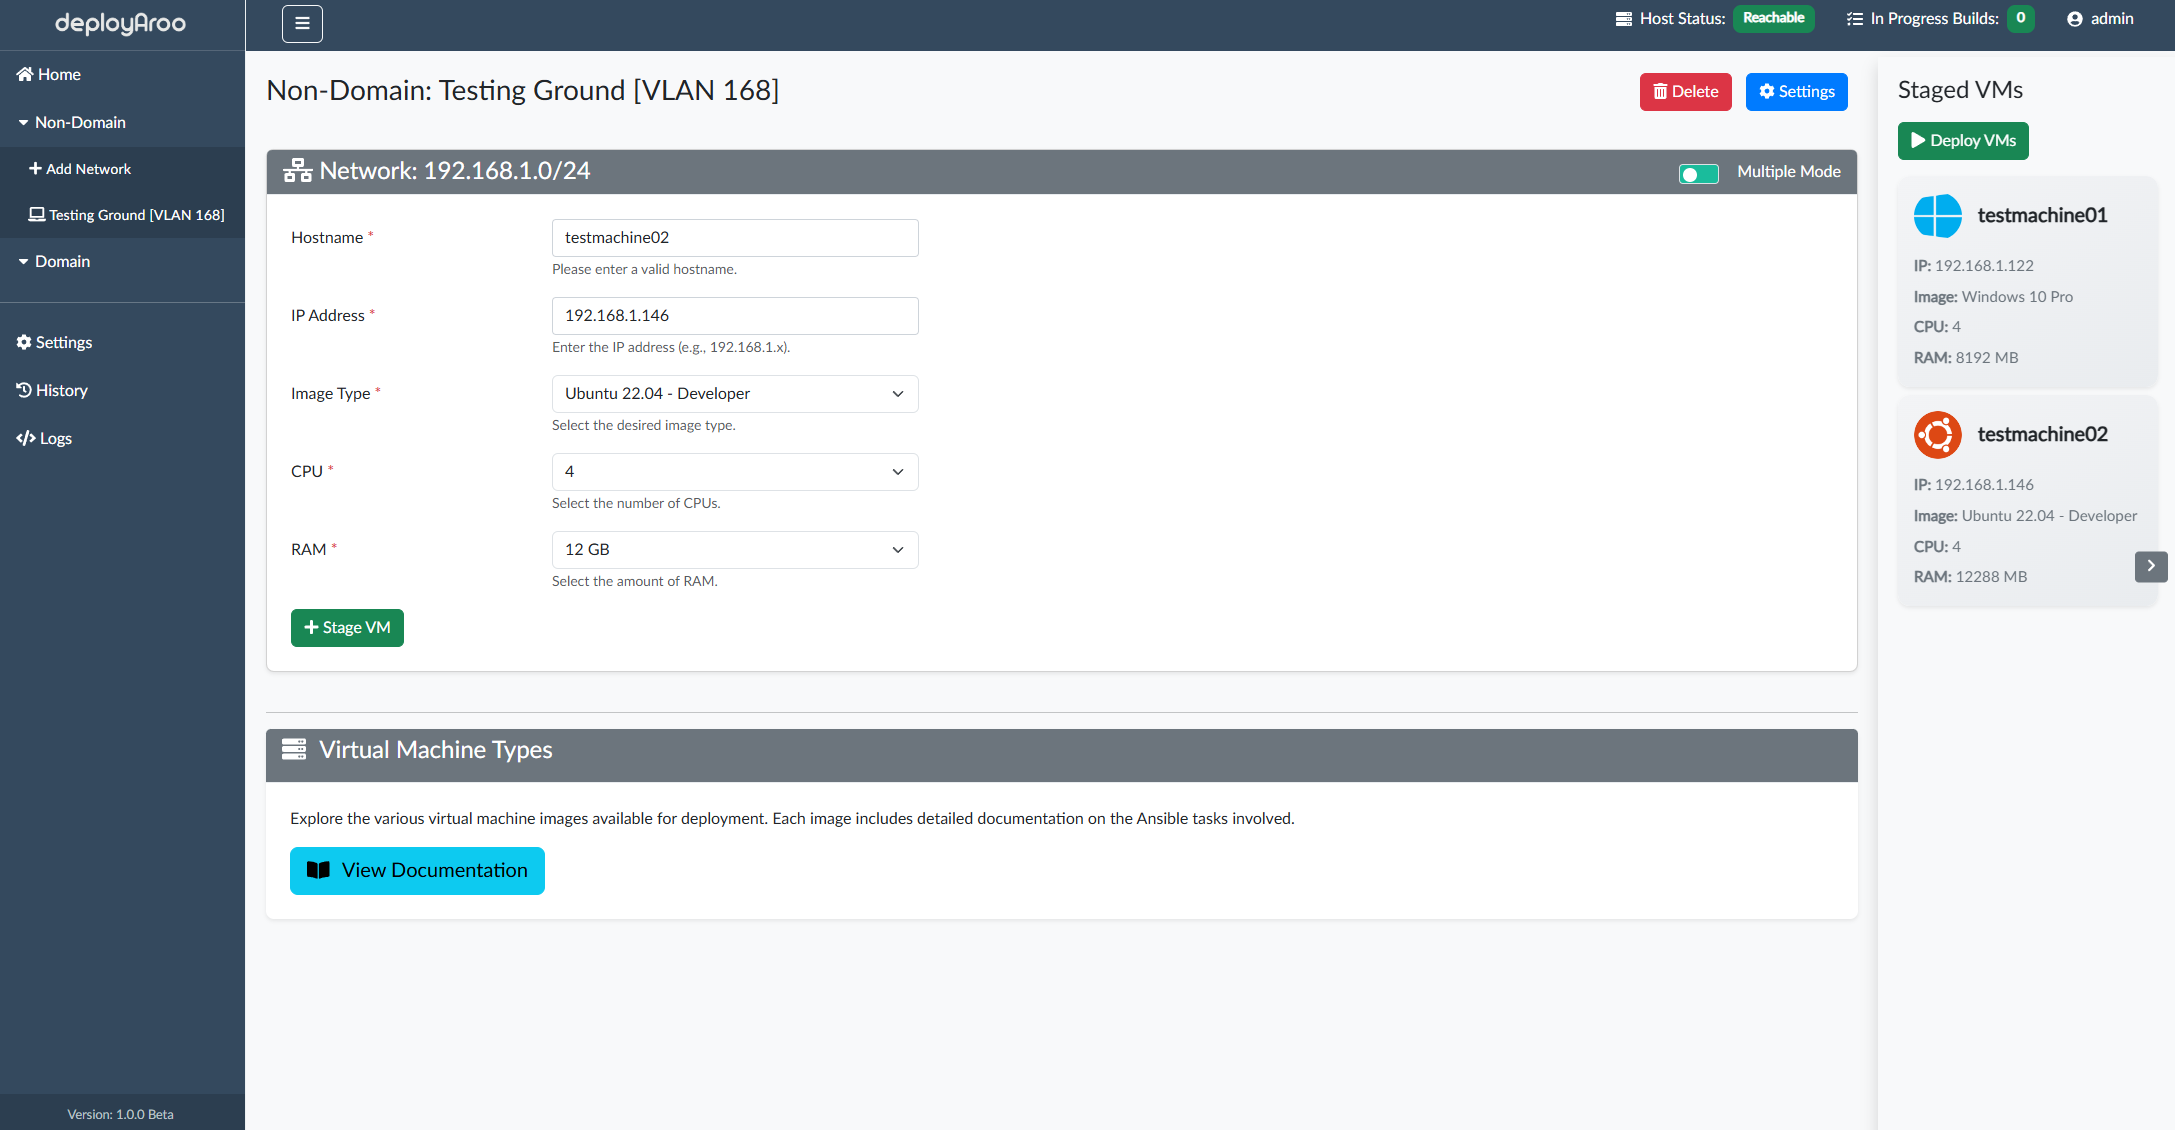 deployAroo
Host Status: Reachable
In Progress Builds: 0
admin
Home
Non-Domain
Add Network
Testing Ground [VLAN 168]
Domain
Settings
History
Logs
Version: 1.0.0 Beta
Non-Domain: Testing Ground [VLAN 168]
Delete
Settings
Network: 192.168.1.0/24
Multiple Mode
Hostname *
testmachine02
Please enter a valid hostname.
IP Address *
192.168.1.146
Enter the IP address (e.g., 192.168.1.x).
Image Type *
Ubuntu 22.04 - Developer
Select the desired image type.
CPU *
4
Select the number of CPUs.
RAM *
12 GB
Select the amount of RAM.
Stage VM
Virtual Machine Types
Explore the various virtual machine images available for deployment. Each image includes detailed documentation on the Ansible tasks involved.
View Documentation
Staged VMs
Deploy VMs
testmachine01
IP: 192.168.1.122
Image: Windows 10 Pro
CPU: 4
RAM: 8192 MB
testmachine02
IP: 192.168.1.146
Image: Ubuntu 22.04 - Developer
CPU: 4
RAM: 12288 MB